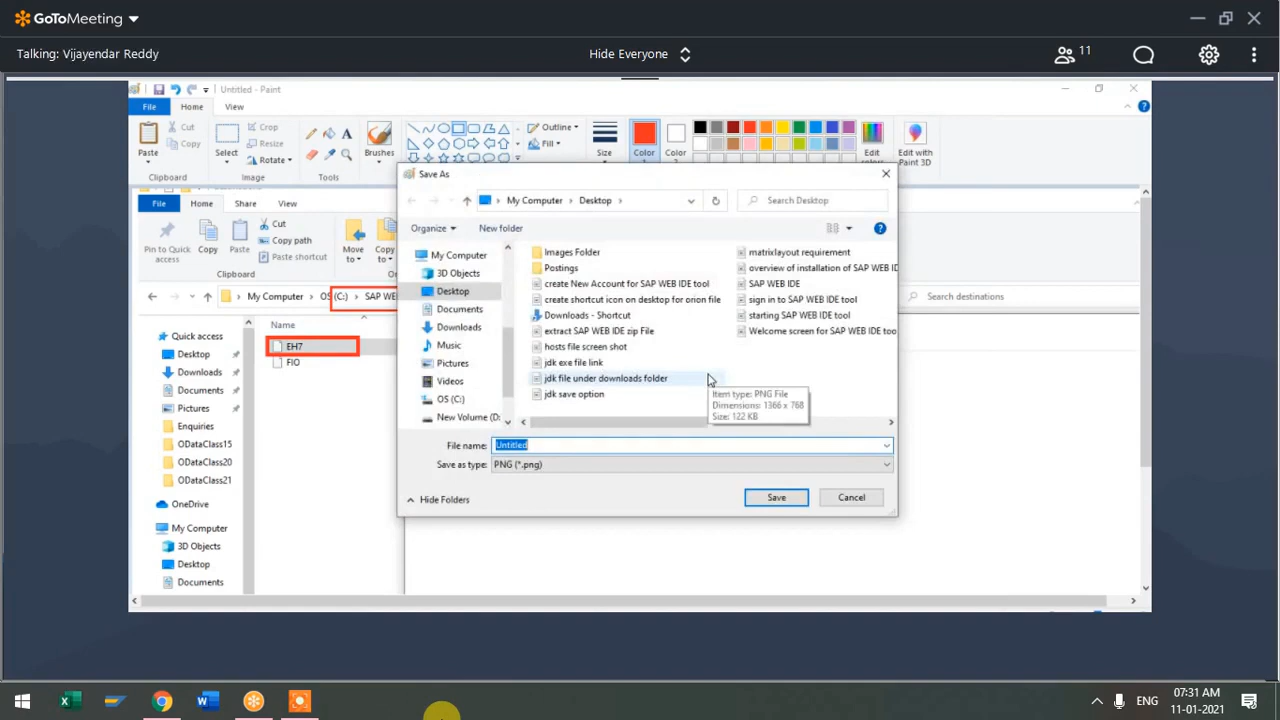 GoToMeeting
Talking: Vijayendar Reddy
Hide Everyone
11
Untitled - Paint
File
Home
View
Paste
Cut
Copy
Clipboard
Select
Crop
Resize
Rotate
Image
Tools
Brushes
Outline
Fill
Size
Color
Color
Edit
Edit with
Paint 3D
File
Home
Share
View
Pin to Quick
access
Copy
Paste
Cut
Copy path
Paste shortcut
Move
to
Copy
to
Clipboard
My Computer
OS (C:)
SAP WE
Search destinations
Name
EH7
FIO
Quick access
Desktop
Downloads
Documents
Pictures
Enquiries
ODataClass15
ODataClass20
ODataClass21
OneDrive
My Computer
3D Objects
Desktop
Documents
Save As
My Computer
Desktop
Search Desktop
Organize
New folder
My Computer
3D Objects
Desktop
Documents
Downloads
Music
Pictures
Videos
OS (C:)
New Volume (D:
Images Folder
Postings
create New Account for SAP WEB IDE tool
create shortcut icon on desktop for orion file
Downloads - Shortcut
extract SAP WEB IDE zip File
hosts file screen shot
jdk exe file link
jdk file under downloads folder
jdk save option
matrixlayout requirement
overview of installation of SAP WEB ID
SAP WEB IDE
sign in to SAP WEB IDE tool
starting SAP WEB IDE tool
Welcome screen for SAP WEB IDE too
Item type: PNG File
Dimensions: 1366 x 768
Size: 122 KB
File name:
Untitled
Save as type:
PNG (*.png)
Hide Folders
Save
Cancel
ENG
07:31 AM
11-01-2021